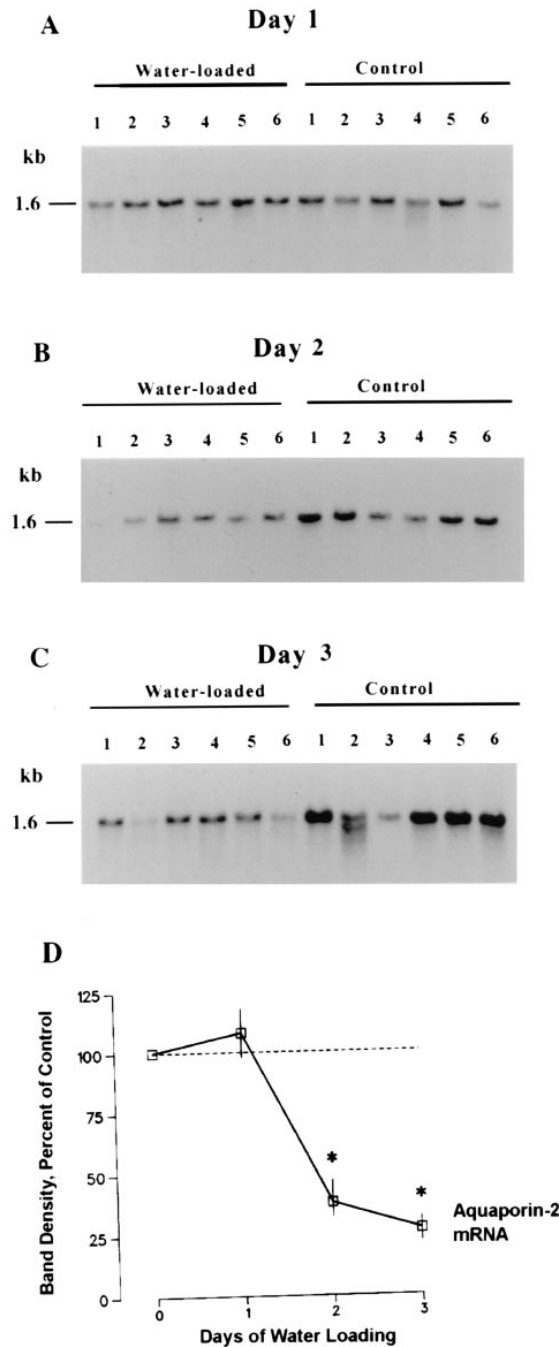 A Day 1
Water-loaded Control
1 2 3 4 5 6 1 2 3 4 5 6
kb
1.6
B Day 2
Water-loaded Control
1 2 3 4 5 6 1 2 3 4 5 6
kb
1.6
C Day 3
Water-loaded Control
1 2 3 4 5 6 1 2 3 4 5 6
kb
1.6
D
125
100
75
50
25
0
Band Density, Percent of Control
* *
Aquaporin-2
mRNA
0 1 2 3
Days of Water Loading